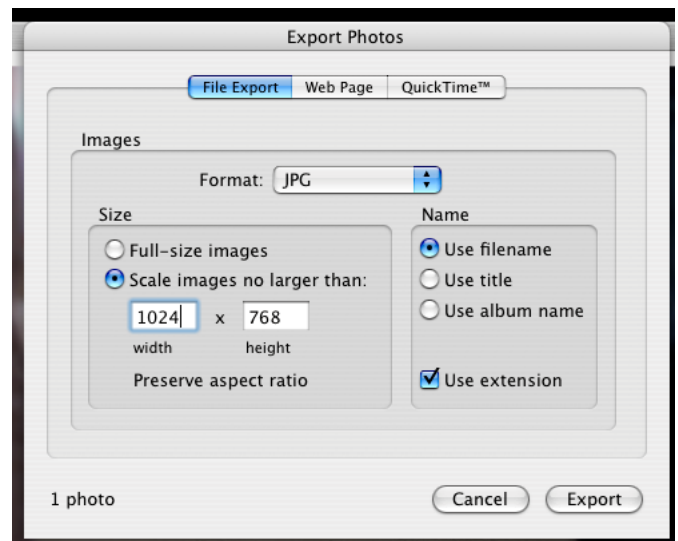 Export Photos
File Export Web Page QuickTime™
Images
Format: JPG
Size
Full-size images
Scale images no larger than:
1024 x 768
width height
Preserve aspect ratio
Name
Use filename
Use title
Use album name
Use extension
1 photo Cancel Export